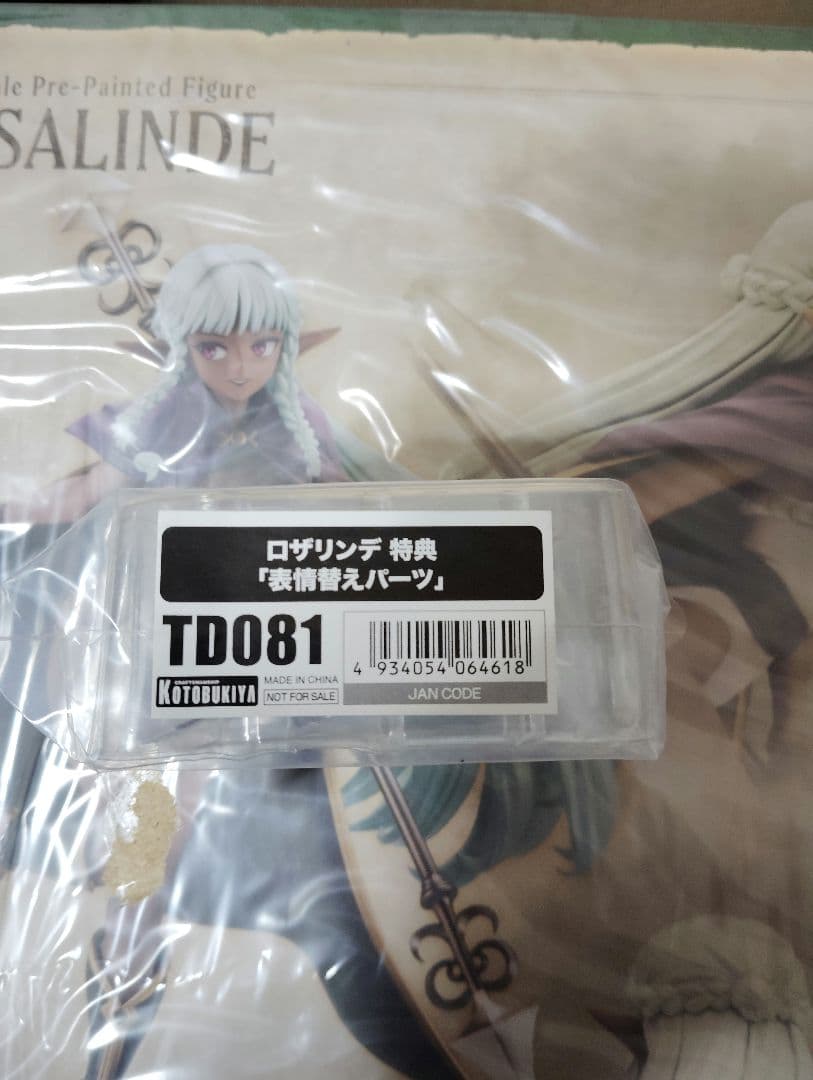 le Pre-Painted Figure
SALINDE
ロザリンデ 特典
「表情替えパーツ」
TD081
CRAFTSMANSHIP
KOTOBUKIYA
MADE IN CHINA
NOT FOR SALE
4 934054 064618
JAN CODE